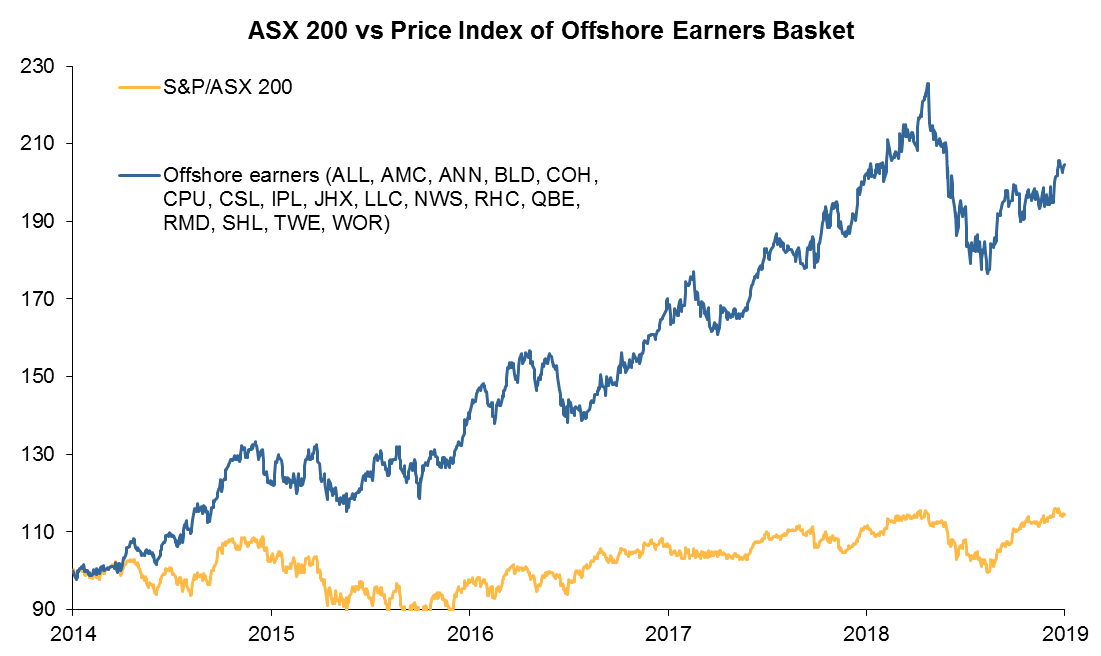 ASX 200 vs Price Index of Offshore Earners Basket
230
S&P/ASX 200
210
Offshore earners (ALL, AMC, ANN, BLD, COH,
CPU, CSL, IPL, JHX, LLC, NWS, RHC, QBE,
RMD, SHL, TWE, WOR)
190
170
150
130
110
90
2014 2015 2016 2017 2018 2019